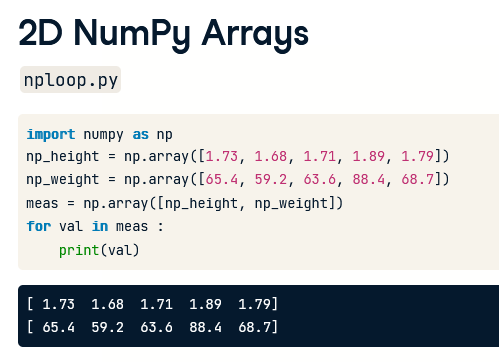 2D NumPy Arrays
nploop.py
import numpy as np
np_height = np.array([1.73, 1.68, 1.71, 1.89, 1.79])
np_weight = np.array([65.4, 59.2, 63.6, 88.4, 68.7])
meas = np.array([np_height, np_weight])
for val in meas :
    print(val)
[ 1.73  1.68  1.71  1.89  1.79]
[ 65.4  59.2  63.6  88.4  68.7]